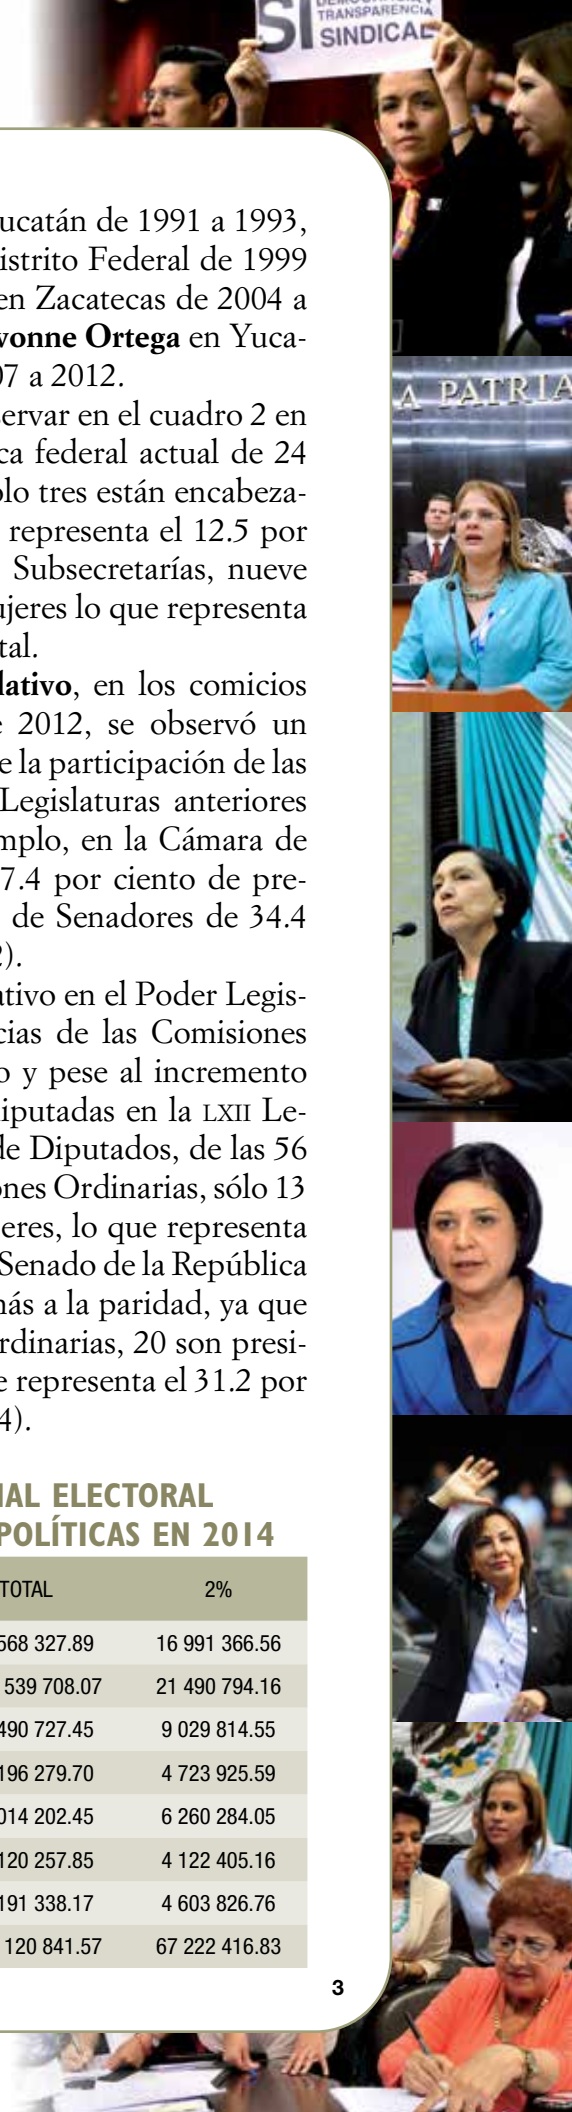 DEMOCRACIA Y
SÍ TRANSPARENCIA
SINDICAL
ucatán de 1991 a 1993,
istrito Federal de 1999
en Zacatecas de 2004 a
vonne Ortega en Yuca-
07 a 2012.
servar en el cuadro 2 en
ca federal actual de 24
olo tres están encabeza-
representa el 12.5 por
Subsecretarías, nueve
ujeres lo que representa
tal.
lativo, en los comicios
e 2012, se observó un
e la participación de las
Legislaturas anteriores
mplo, en la Cámara de
7.4 por ciento de pre-
de Senadores de 34.4
2).
ativo en el Poder Legis-
cias de las Comisiones
o y pese al incremento
iputadas en la LXII Le-
de Diputados, de las 56
ones Ordinarias, sólo 13
eres, lo que representa
Senado de la República
más a la paridad, ya que
rdinarias, 20 son presi-
e representa el 31.2 por
4).
IAL ELECTORAL
POLÍTICAS EN 2014
TOTAL 2%
568 327.89 16 991 366.56
539 708.07 21 490 794.16
490 727.45 9 029 814.55
196 279.70 4 723 925.59
014 202.45 6 260 284.05
120 257.85 4 122 405.16
191 338.17 4 603 826.76
120 841.57 67 222 416.83
3
A PATRIA